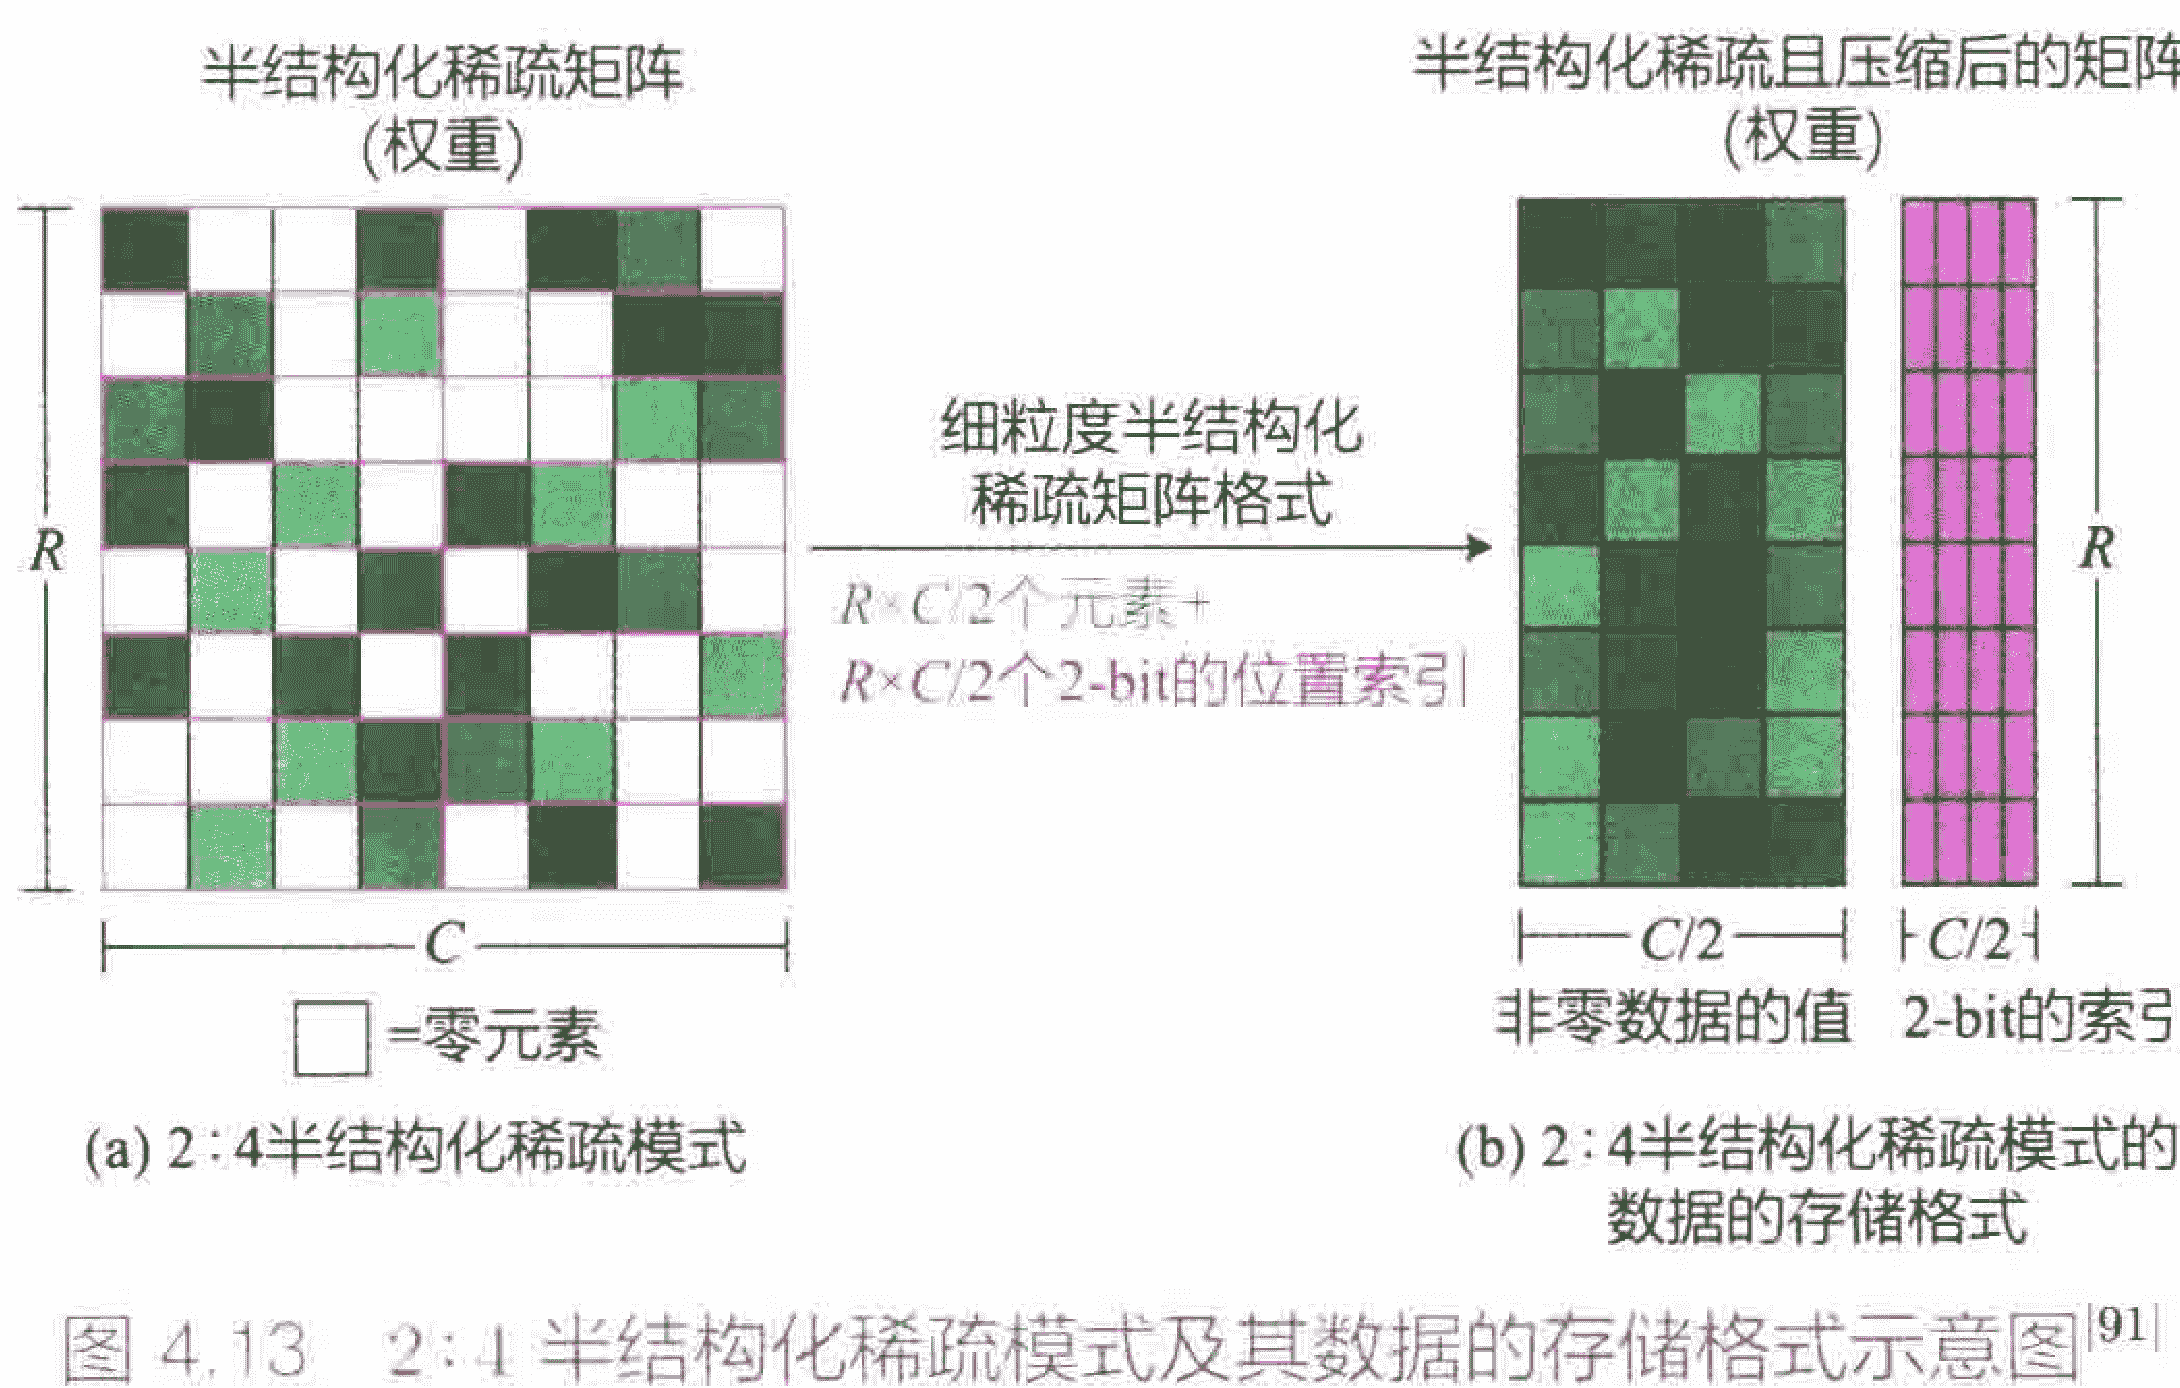 半结构化稀疏矩阵
(权重)
半结构化稀疏且压缩后的矩阵
(权重)
R
细粒度半结构化
稀疏矩阵格式
R×C/2个元素+
R×C/2个2-bit的位置索引
R
C
C/2
C/2
=零元素
非零数据的值
2-bit的索引
(a) 2:4半结构化稀疏模式
(b) 2:4半结构化稀疏模式的
数据的存储格式
图 4.13 2:4 半结构化稀疏模式及其数据的存储格式示意图[91]